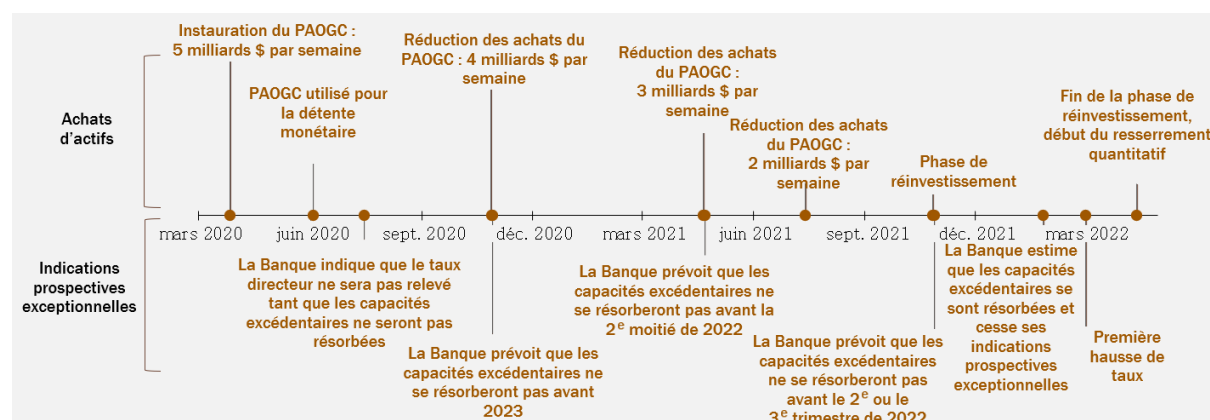 Instauration du PAOGC :
5 milliards $ par semaine
Réduction des achats du
PAOGC : 4 milliards $ par
semaine
Réduction des achats
du PAOGC :
3 milliards $ par
semaine
PAOGC utilisé pour
la détente
monétaire
Réduction des achats
du PAOGC :
2 milliards $ par
semaine
Phase de
réinvestissement
Fin de la phase de
réinvestissement,
début du resserrement
quantitatif
Achats
d’actifs
mars 2020
juin 2020
sept. 2020
déc. 2020
mars 2021
juin 2021
sept. 2021
déc. 2021
mars 2022
Indications
prospectives
exceptionnelles
La Banque indique que le taux
directeur ne sera pas relevé
tant que les capacités
excédentaires ne seront pas
résorbées
La Banque prévoit que les
capacités excédentaires ne
se résorberont pas avant
2023
La Banque prévoit que les
capacités excédentaires ne
se résorberont pas avant la
2e moitié de 2022
La Banque prévoit que les
capacités excédentaires
ne se résorberont pas
avant le 2e ou le
3e trimestre de 2022
La Banque estime
que les capacités
excédentaires se
sont résorbées et
cesse ses
indications
prospectives
exceptionnelles
Première
hausse de
taux